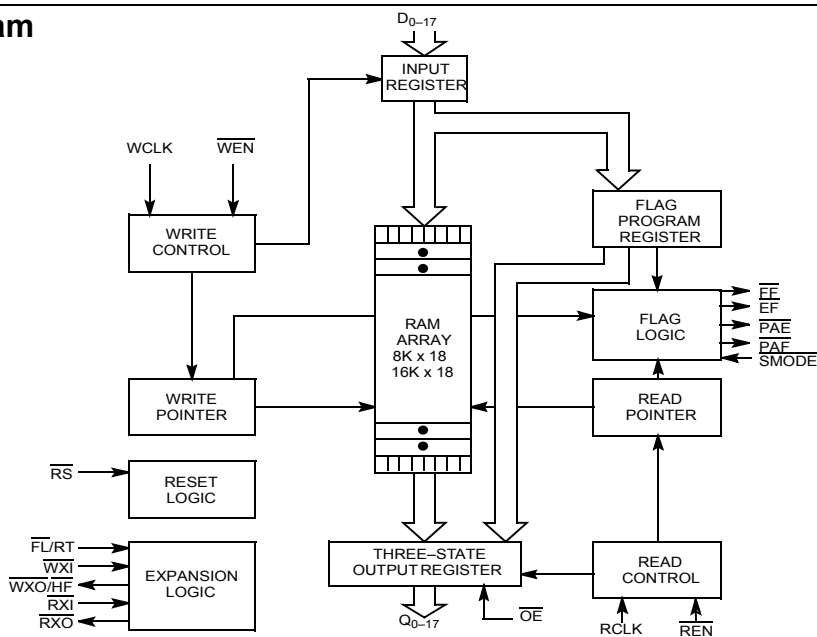 am
D0–17
INPUT
REGISTER
WCLK
WEN
WRITE
CONTROL
FLAG
PROGRAM
REGISTER
RAM
ARRAY
8K x 18
16K x 18
FLAG
LOGIC
FF
EF
PAE
PAF
SMODE
WRITE
POINTER
READ
POINTER
RS
RESET
LOGIC
FL/RT
WXI
WXO/HF
RXI
RXO
EXPANSION
LOGIC
THREE–STATE
OUTPUT REGISTER
READ
CONTROL
Q0–17
OE
RCLK
REN